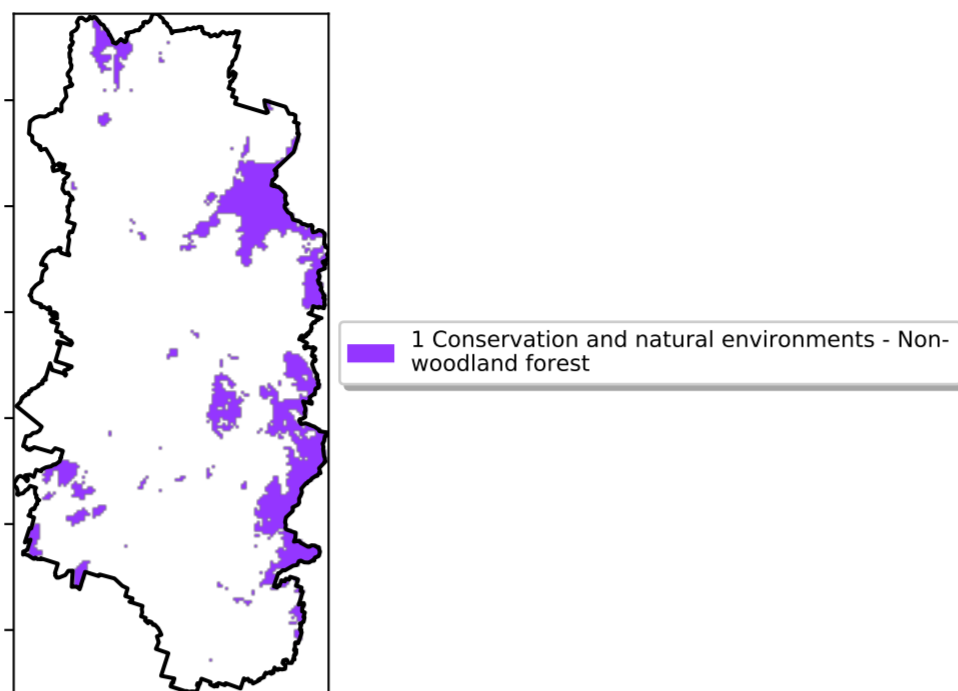 1 Conservation and natural environments - Non-
woodland forest